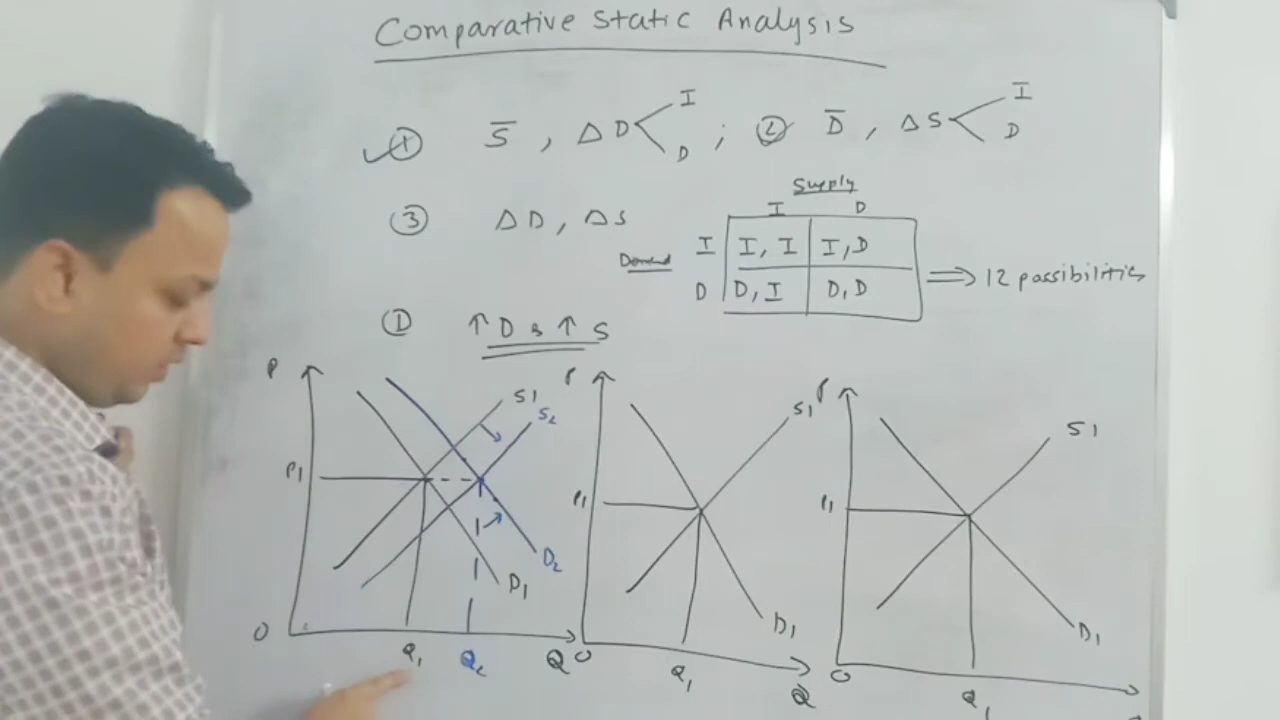 Comparative Static Analysis
① S̅ , ΔD < I D ; ② D̅ , ΔS < I D
③ ΔD, ΔS
Supply
I D
Demand I I, I I, D
D D, I D, D
⟹ 12 passibilities
① ↑ D & ↑ S
P S1 S2 P1 D2 D1 O Q1 Q2 Q
P S1 P1 D1 O Q1 Q
P S1 P1 D1 O Q1